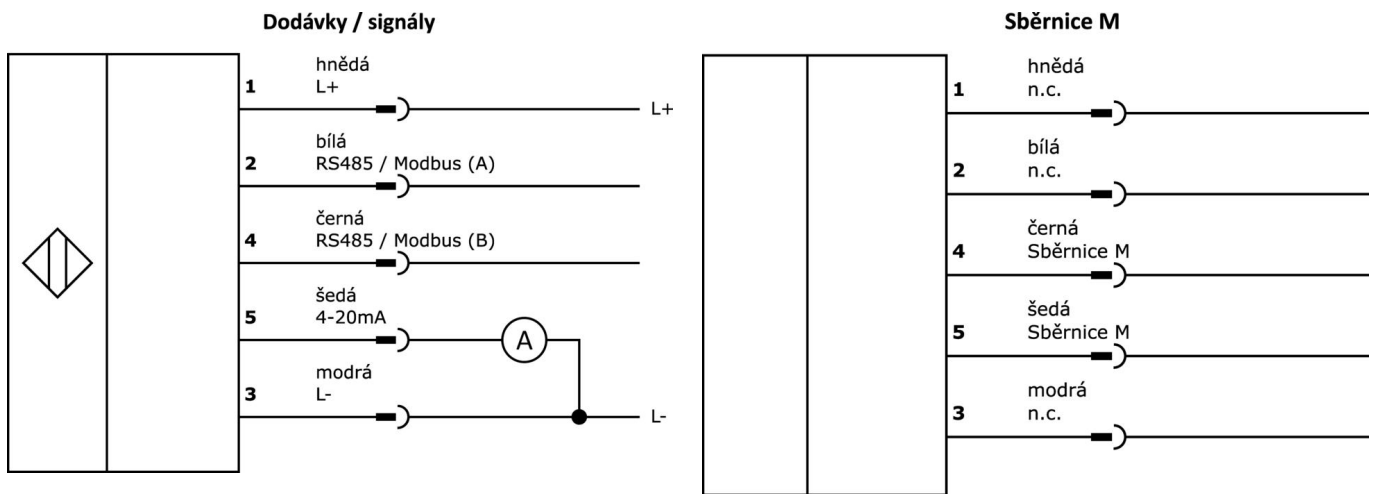 Dodávky / signály
hnědá
1 L+
L+
bílá
2 RS485 / Modbus (A)
černá
4 RS485 / Modbus (B)
šedá
5 4-20mA
A
modrá
3 L-
L-
Sběrnice M
hnědá
1 n.c.
bílá
2 n.c.
černá
4 Sběrnice M
šedá
5 Sběrnice M
modrá
3 n.c.